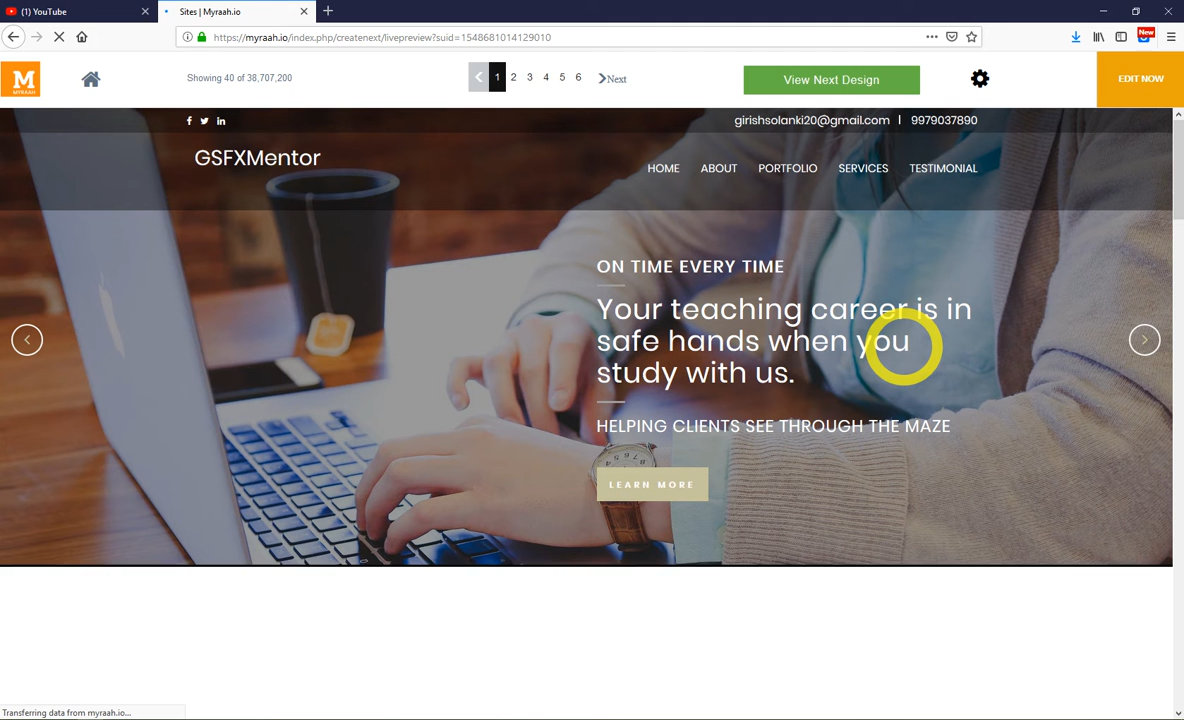 (1) YouTube
Sites | Myraah.io
https://myraah.io/index.php/createnext/livepreview?suid=1548681014129010
New
M
MYRAAH
Showing 40 of 38,707,200
1 2 3 4 5 6 Next
View Next Design
EDIT NOW
girishsolanki20@gmail.com | 9979037890
GSFXMentor
HOME ABOUT PORTFOLIO SERVICES TESTIMONIAL
ON TIME EVERY TIME
Your teaching career is in
safe hands when you
study with us.
HELPING CLIENTS SEE THROUGH THE MAZE
LEARN MORE
Transferring data from myraah.io...